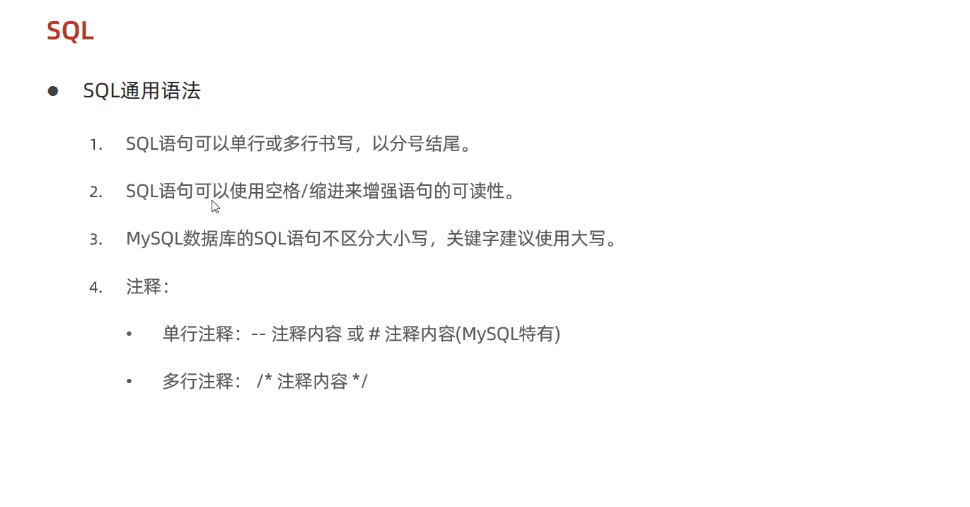 SQL
● SQL通用语法
1. SQL语句可以单行或多行书写，以分号结尾。
2. SQL语句可以使用空格/缩进来增强语句的可读性。
3. MySQL数据库的SQL语句不区分大小写，关键字建议使用大写。
4. 注释：
• 单行注释：-- 注释内容 或 # 注释内容(MySQL特有)
• 多行注释： /* 注释内容 */